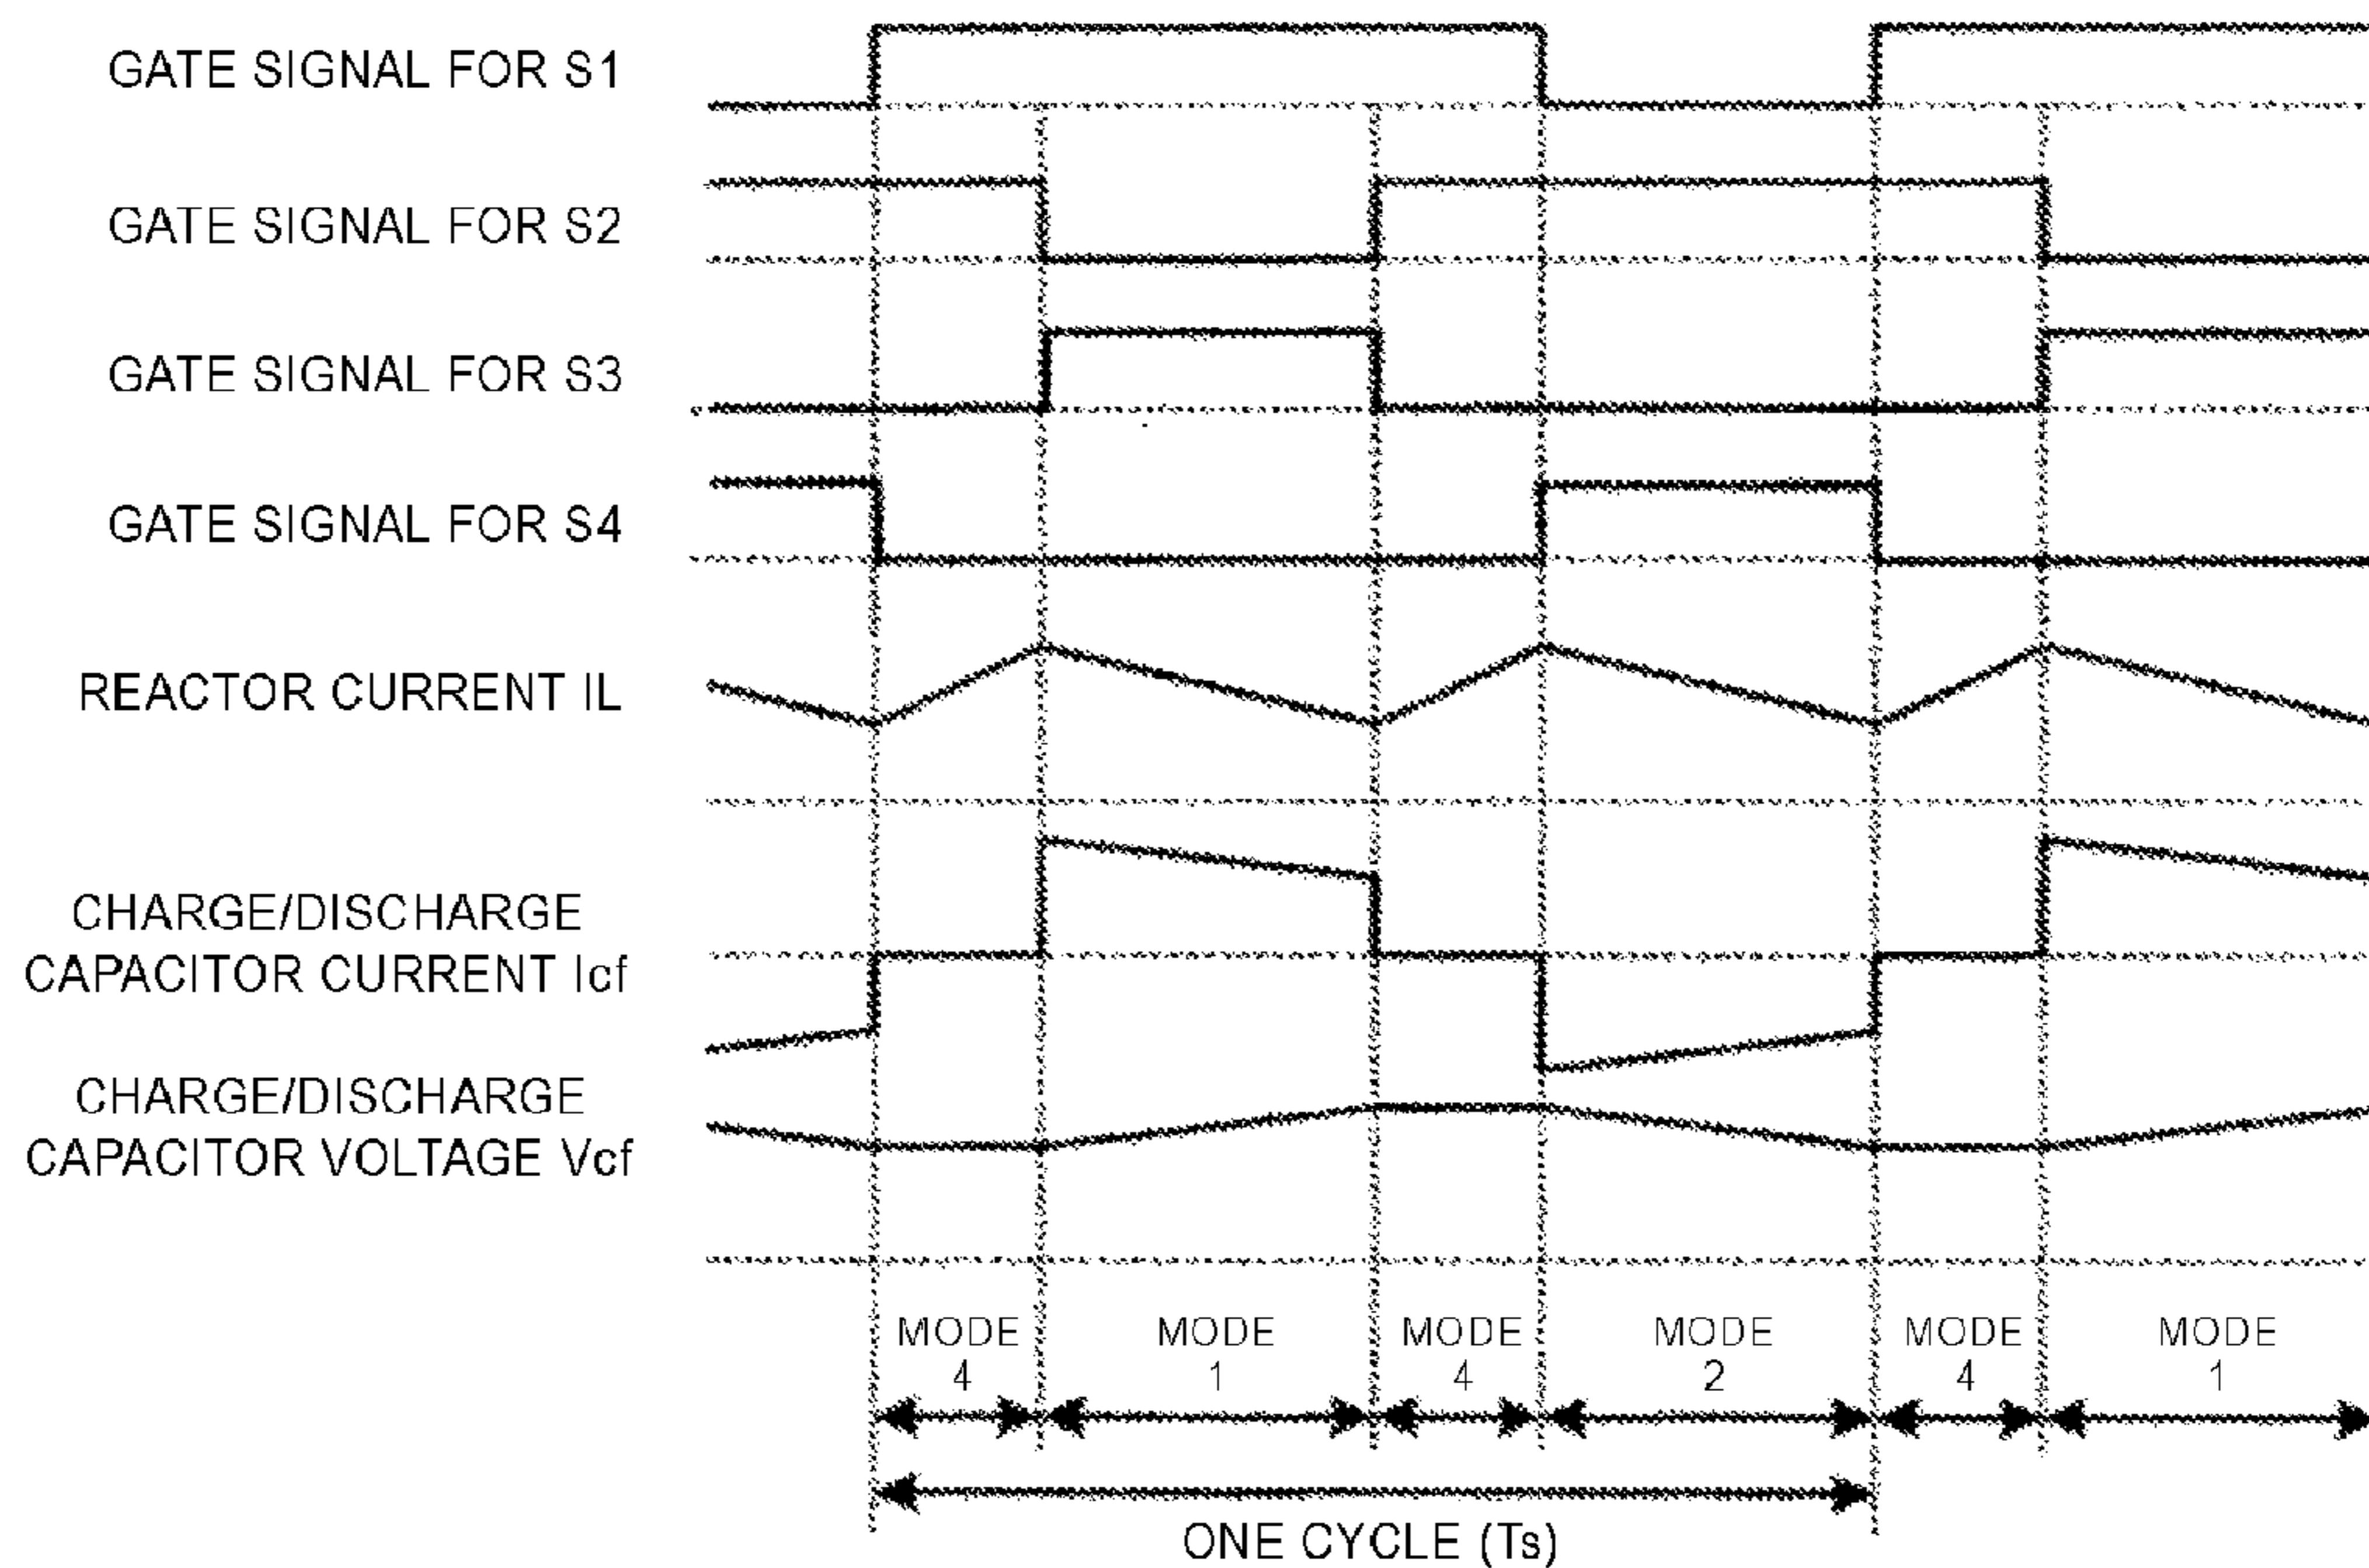 GATE SIGNAL FOR S1
GATE SIGNAL FOR S2
GATE SIGNAL FOR S3
GATE SIGNAL FOR S4
REACTOR CURRENT IL
CHARGE/DISCHARGE
CAPACITOR CURRENT Icf
CHARGE/DISCHARGE
CAPACITOR VOLTAGE Vcf
MODE 4
MODE 1
MODE 4
MODE 2
MODE 4
MODE 1
ONE CYCLE (Ts)